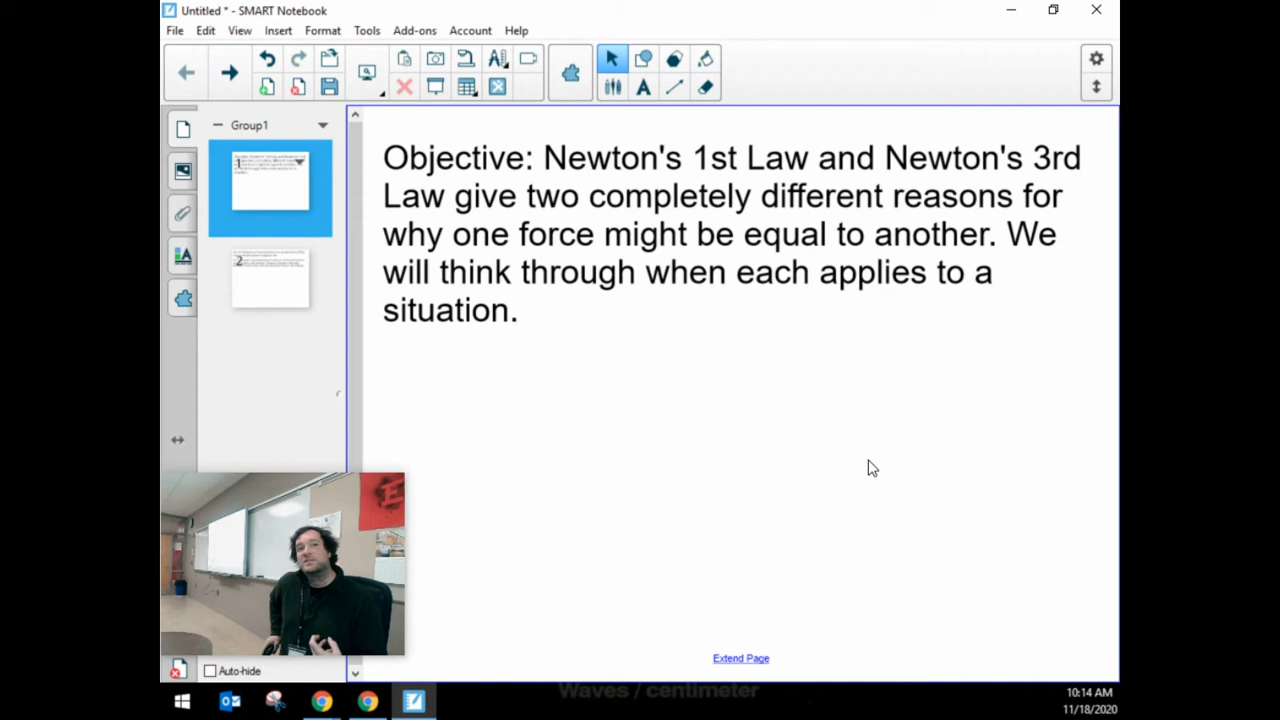 Untitled * - SMART Notebook
File Edit View Insert Format Tools Add-ons Account Help
Group1
1
2
Objective: Newton's 1st Law and Newton's 3rd
Law give two completely different reasons for
why one force might be equal to another. We
will think through when each applies to a
situation.
Extend Page
Auto-hide
Waves / centimeter
10:14 AM
11/18/2020